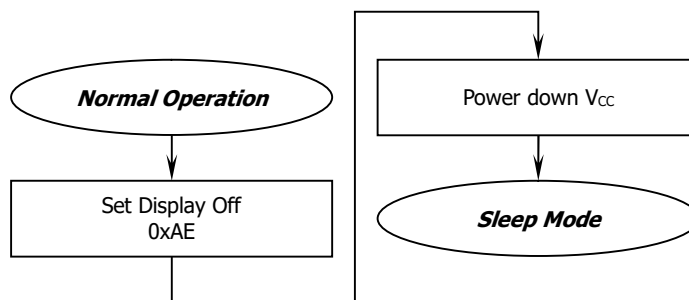 Normal Operation
Set Display Off
0xAE
Power down VCC
Sleep Mode